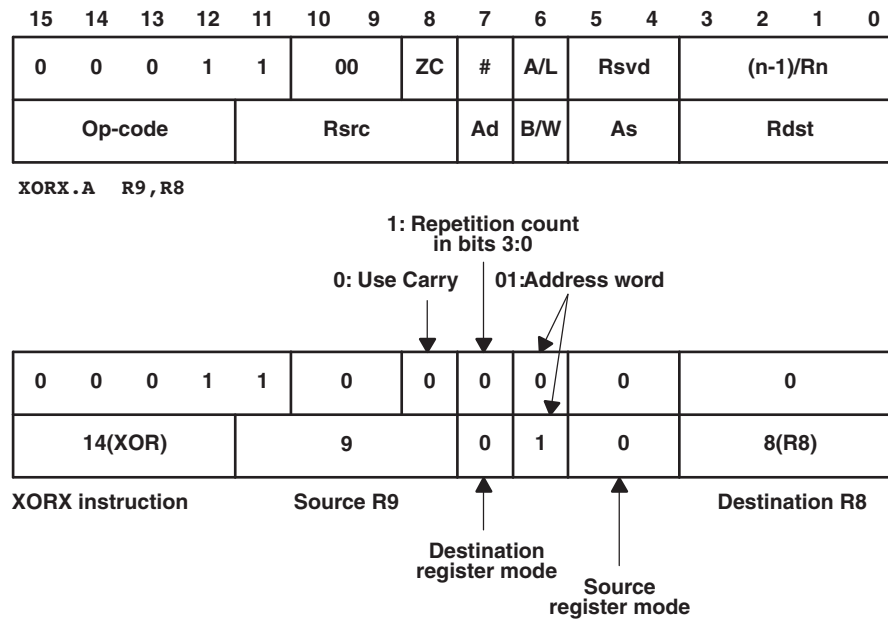 15 14 13 12 11 10 9 8 7 6 5 4 3 2 1 0
0 0 0 1 1 00 ZC # A/L Rsvd (n-1)/Rn
Op-code Rsrc Ad B/W As Rdst
XORX.A R9,R8
1: Repetition count
in bits 3:0
0: Use Carry 01:Address word
0 0 0 1 1 0 0 0 0 0 0
14(XOR) 9 0 1 0 8(R8)
XORX instruction Source R9 Destination R8
Destination
register mode
Source
register mode